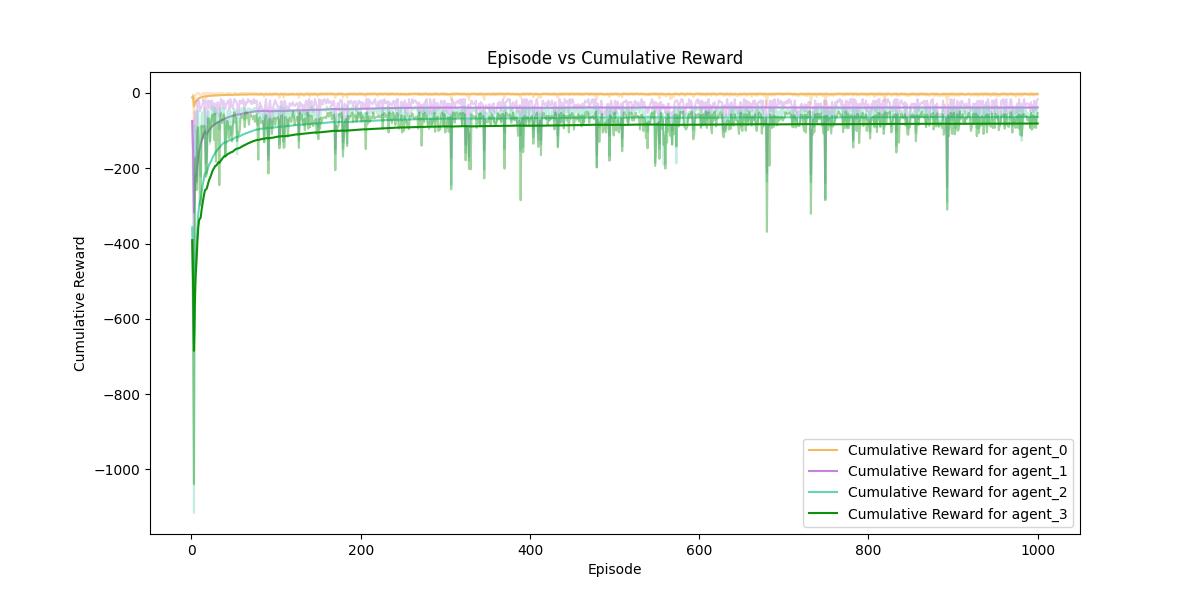 Episode vs Cumulative Reward
Cumulative Reward
0
−200
−400
−600
−800
−1000
0
200
400
600
800
1000
Episode
Cumulative Reward for agent_0
Cumulative Reward for agent_1
Cumulative Reward for agent_2
Cumulative Reward for agent_3